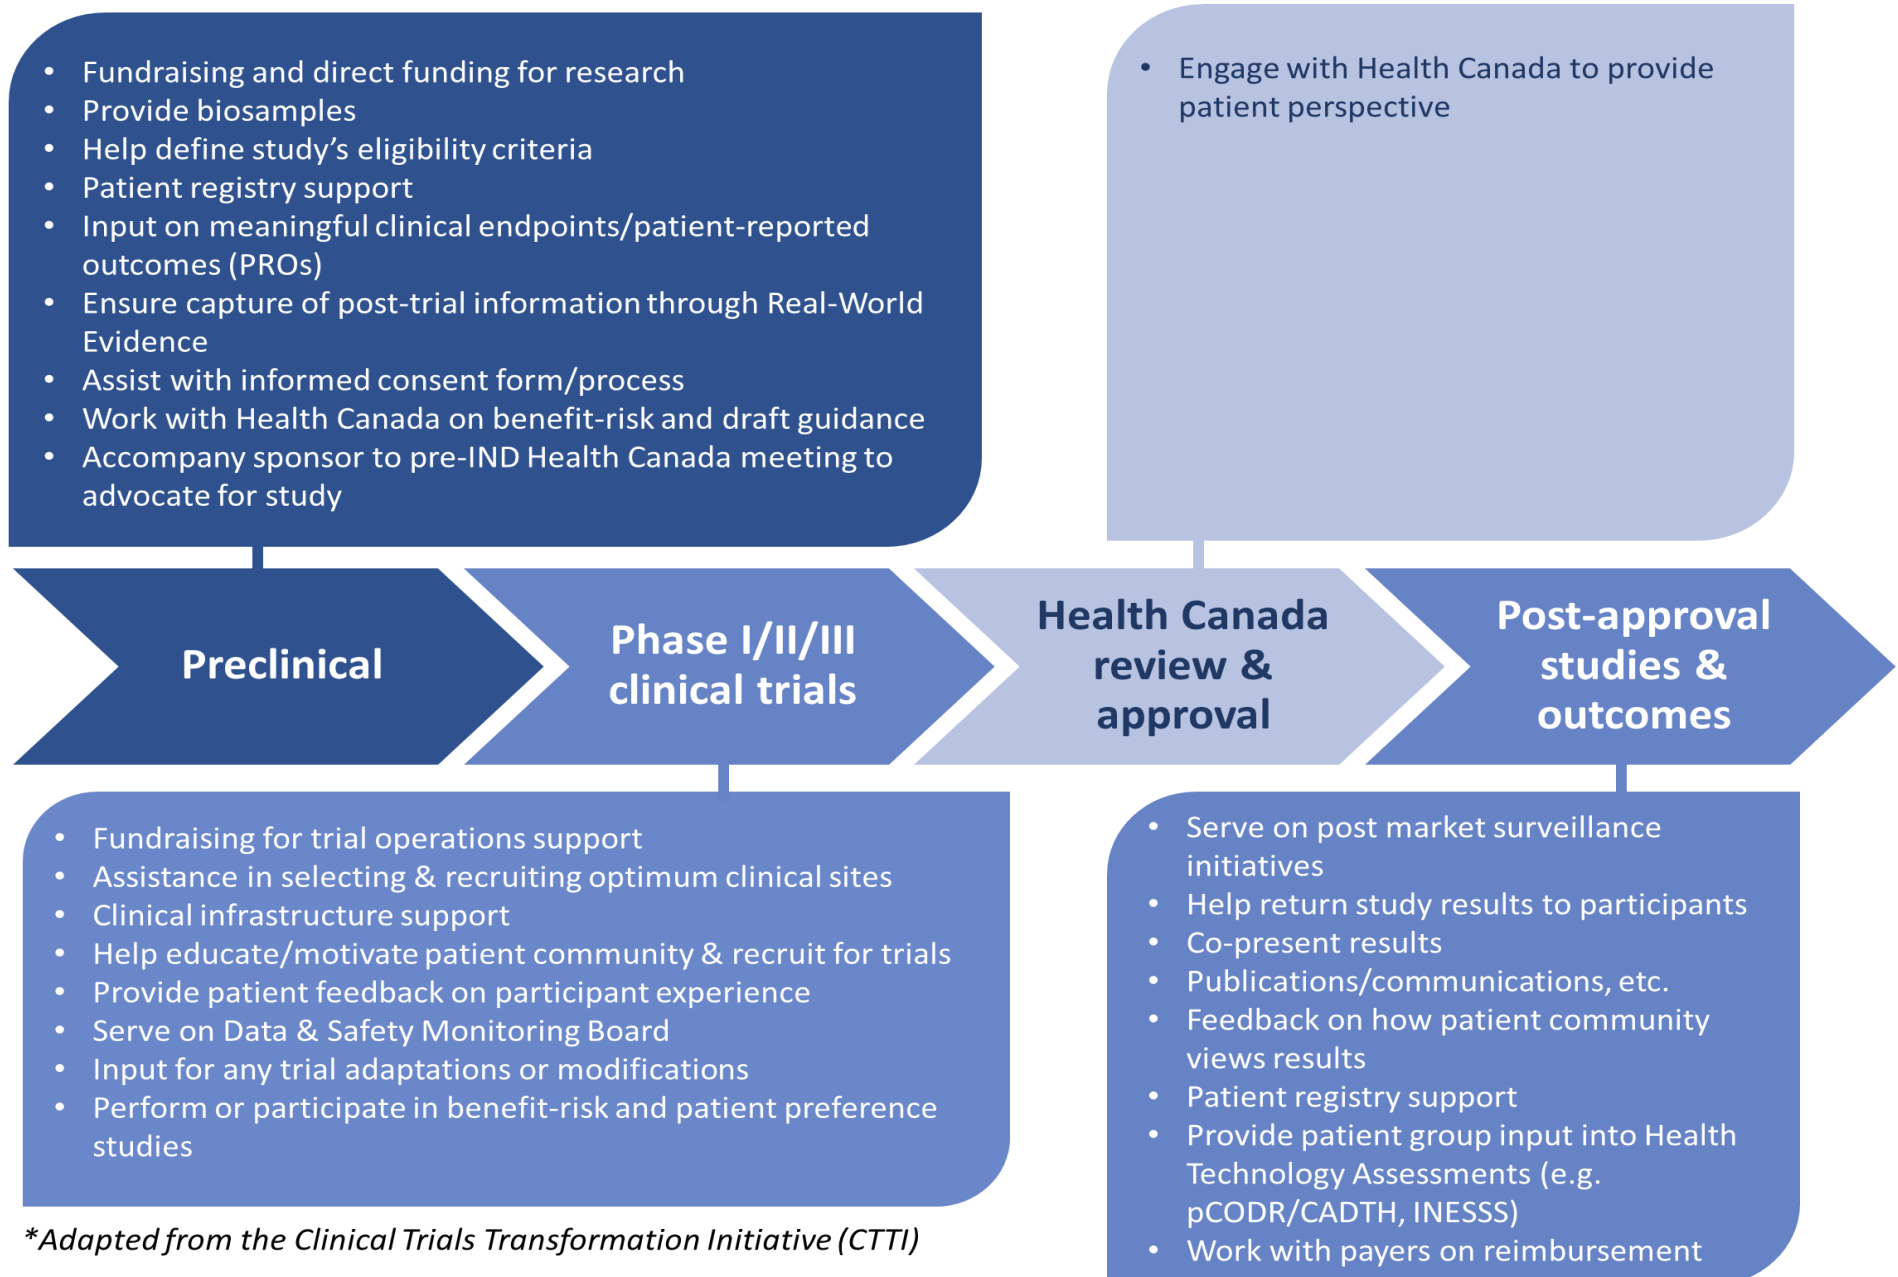 • Fundraising and direct funding for research
• Provide biosamples
• Help define study’s eligibility criteria
• Patient registry support
• Input on meaningful clinical endpoints/patient-reported
outcomes (PROs)
• Ensure capture of post-trial information through Real-World
Evidence
• Assist with informed consent form/process
• Work with Health Canada on benefit-risk and draft guidance
• Accompany sponsor to pre-IND Health Canada meeting to
advocate for study
• Engage with Health Canada to provide
patient perspective
Preclinical
Phase I/II/III
clinical trials
Health Canada
review &
approval
Post-approval
studies &
outcomes
• Fundraising for trial operations support
• Assistance in selecting & recruiting optimum clinical sites
• Clinical infrastructure support
• Help educate/motivate patient community & recruit for trials
• Provide patient feedback on participant experience
• Serve on Data & Safety Monitoring Board
• Input for any trial adaptations or modifications
• Perform or participate in benefit-risk and patient preference
studies
• Serve on post market surveillance
initiatives
• Help return study results to participants
• Co-present results
• Publications/communications, etc.
• Feedback on how patient community
views results
• Patient registry support
• Provide patient group input into Health
Technology Assessments (e.g.
pCODR/CADTH, INESSS)
• Work with payers on reimbursement
*Adapted from the Clinical Trials Transformation Initiative (CTTI)